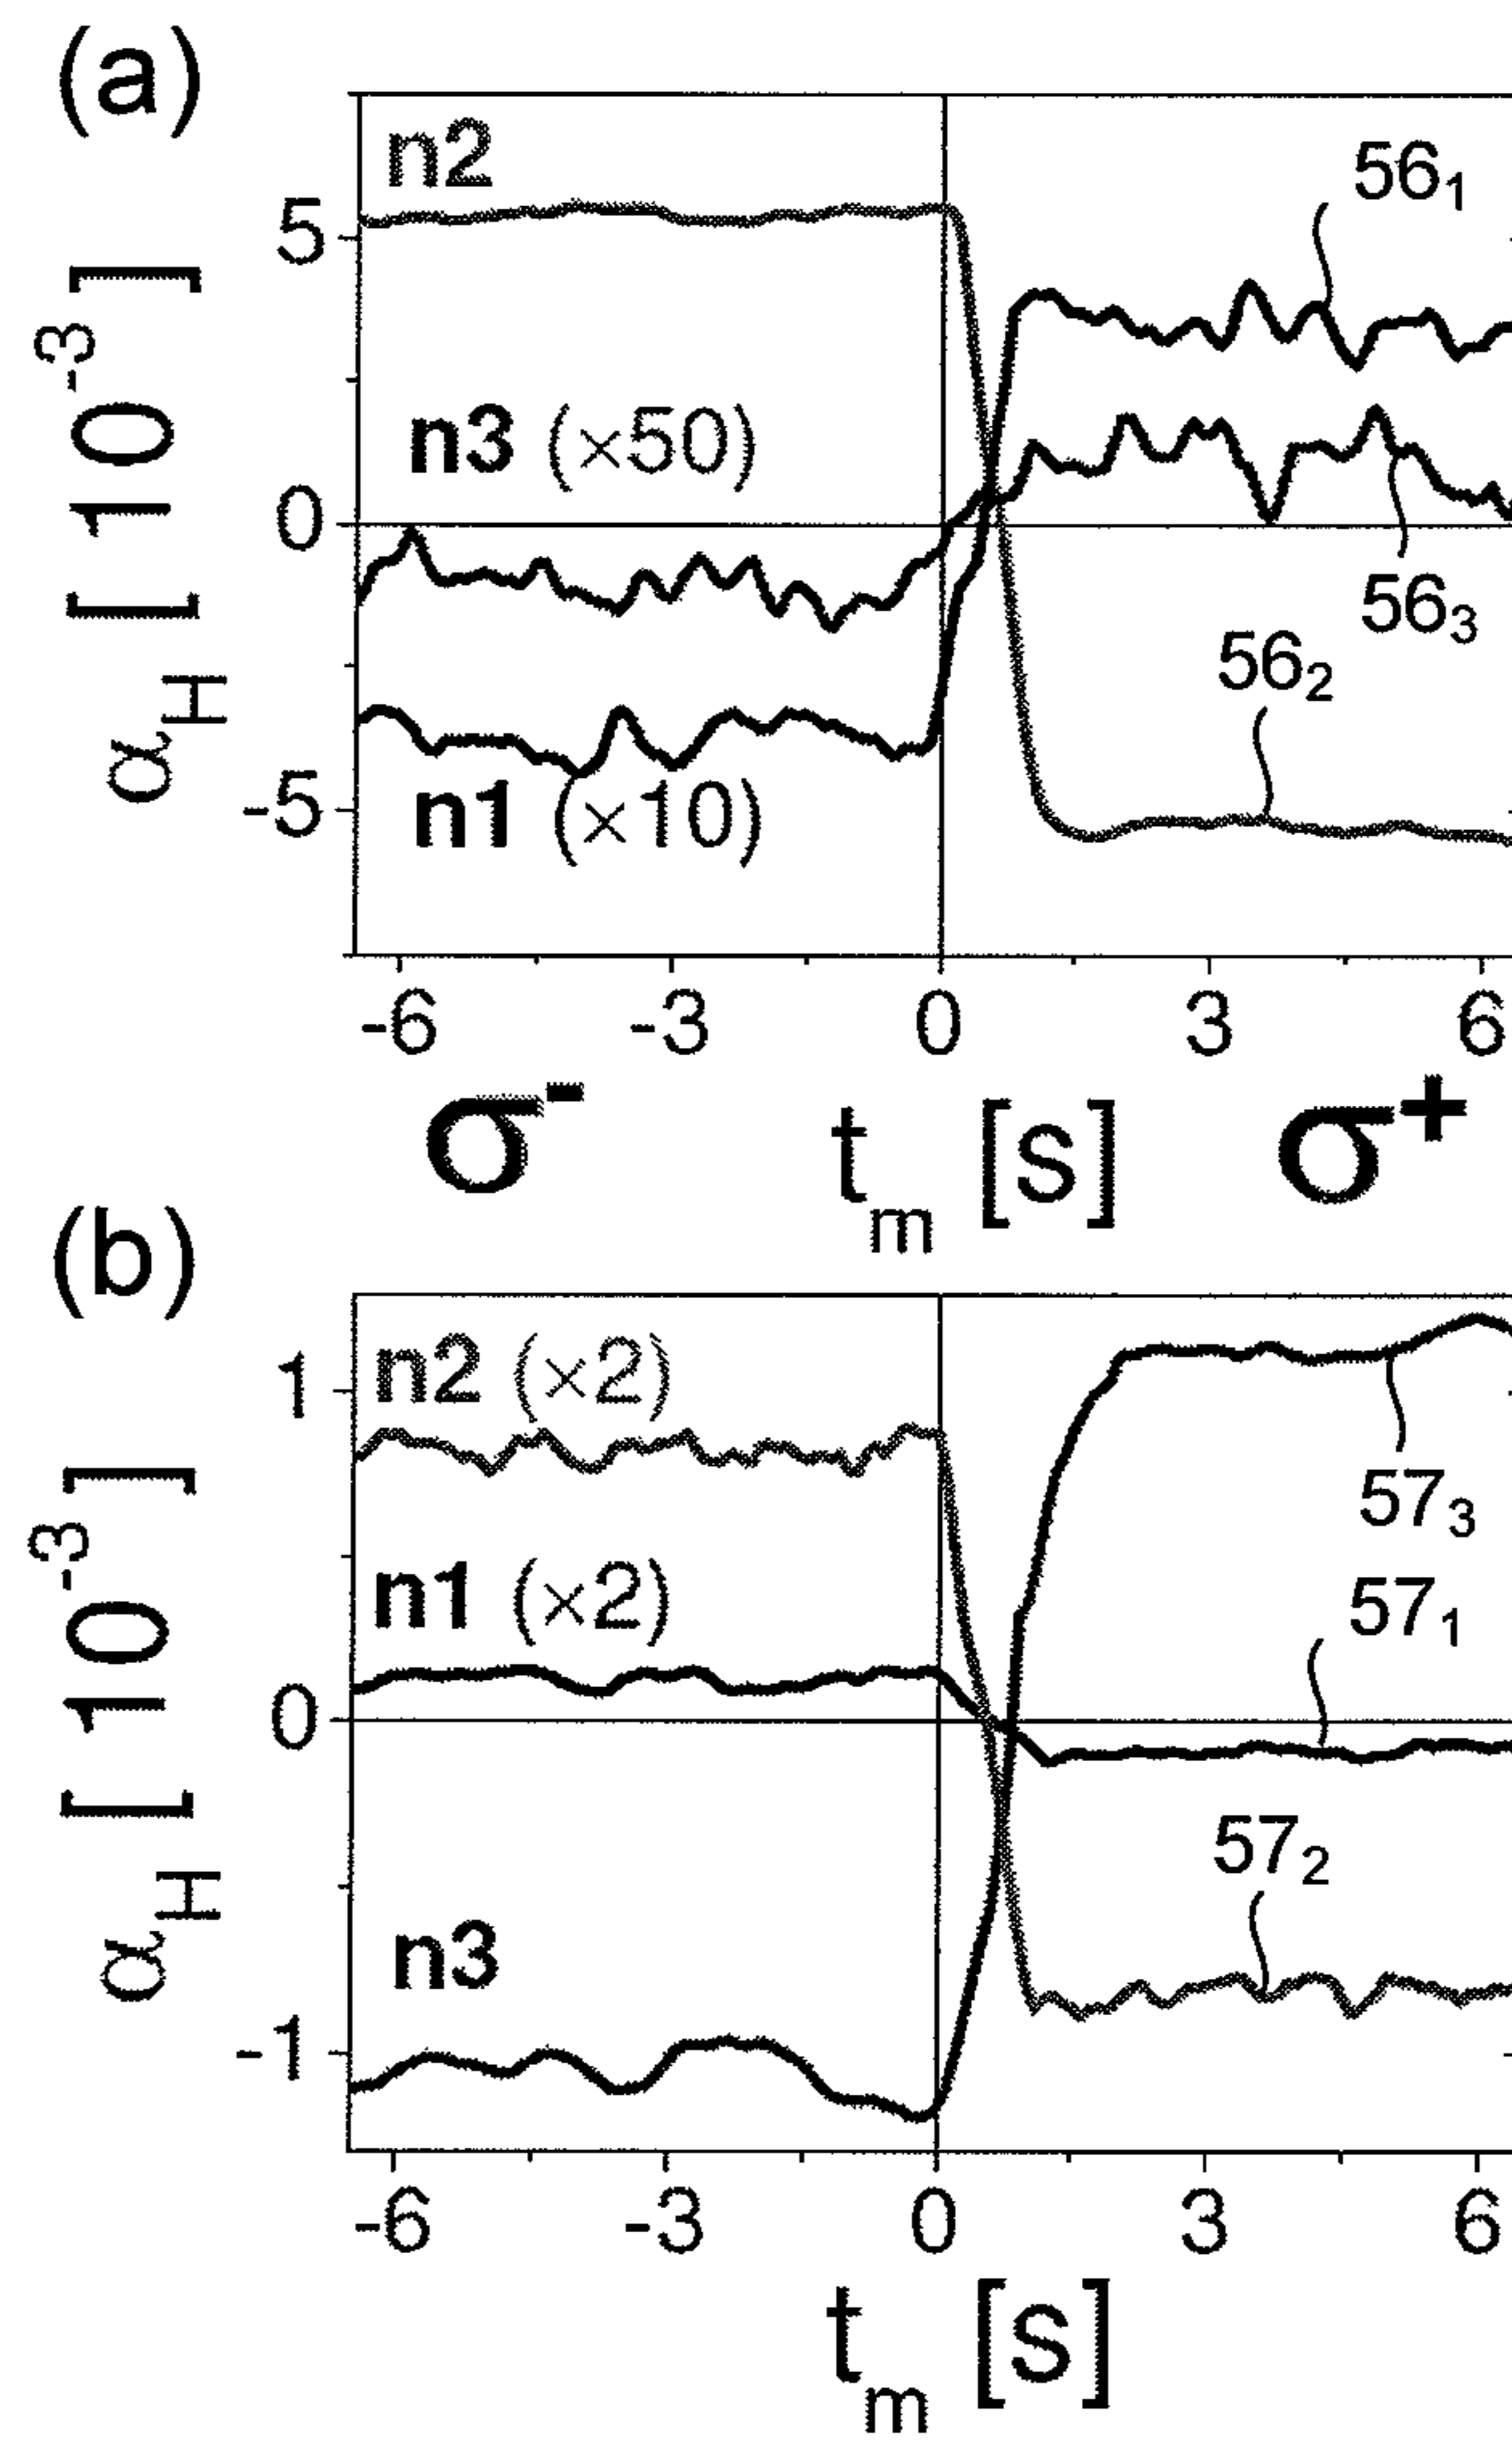 (a)
n2
56₁
5
n3 (×50)
0
56₃
56₂
n1 (×10)
-5
αH [10⁻³]
-6 -3 0 3 6
σ⁻ tm [s] σ⁺
(b)
1
n2 (×2)
57₃
n1 (×2)
57₁
0
57₂
n3
-1
αH [10⁻³]
-6 -3 0 3 6
tm [s]